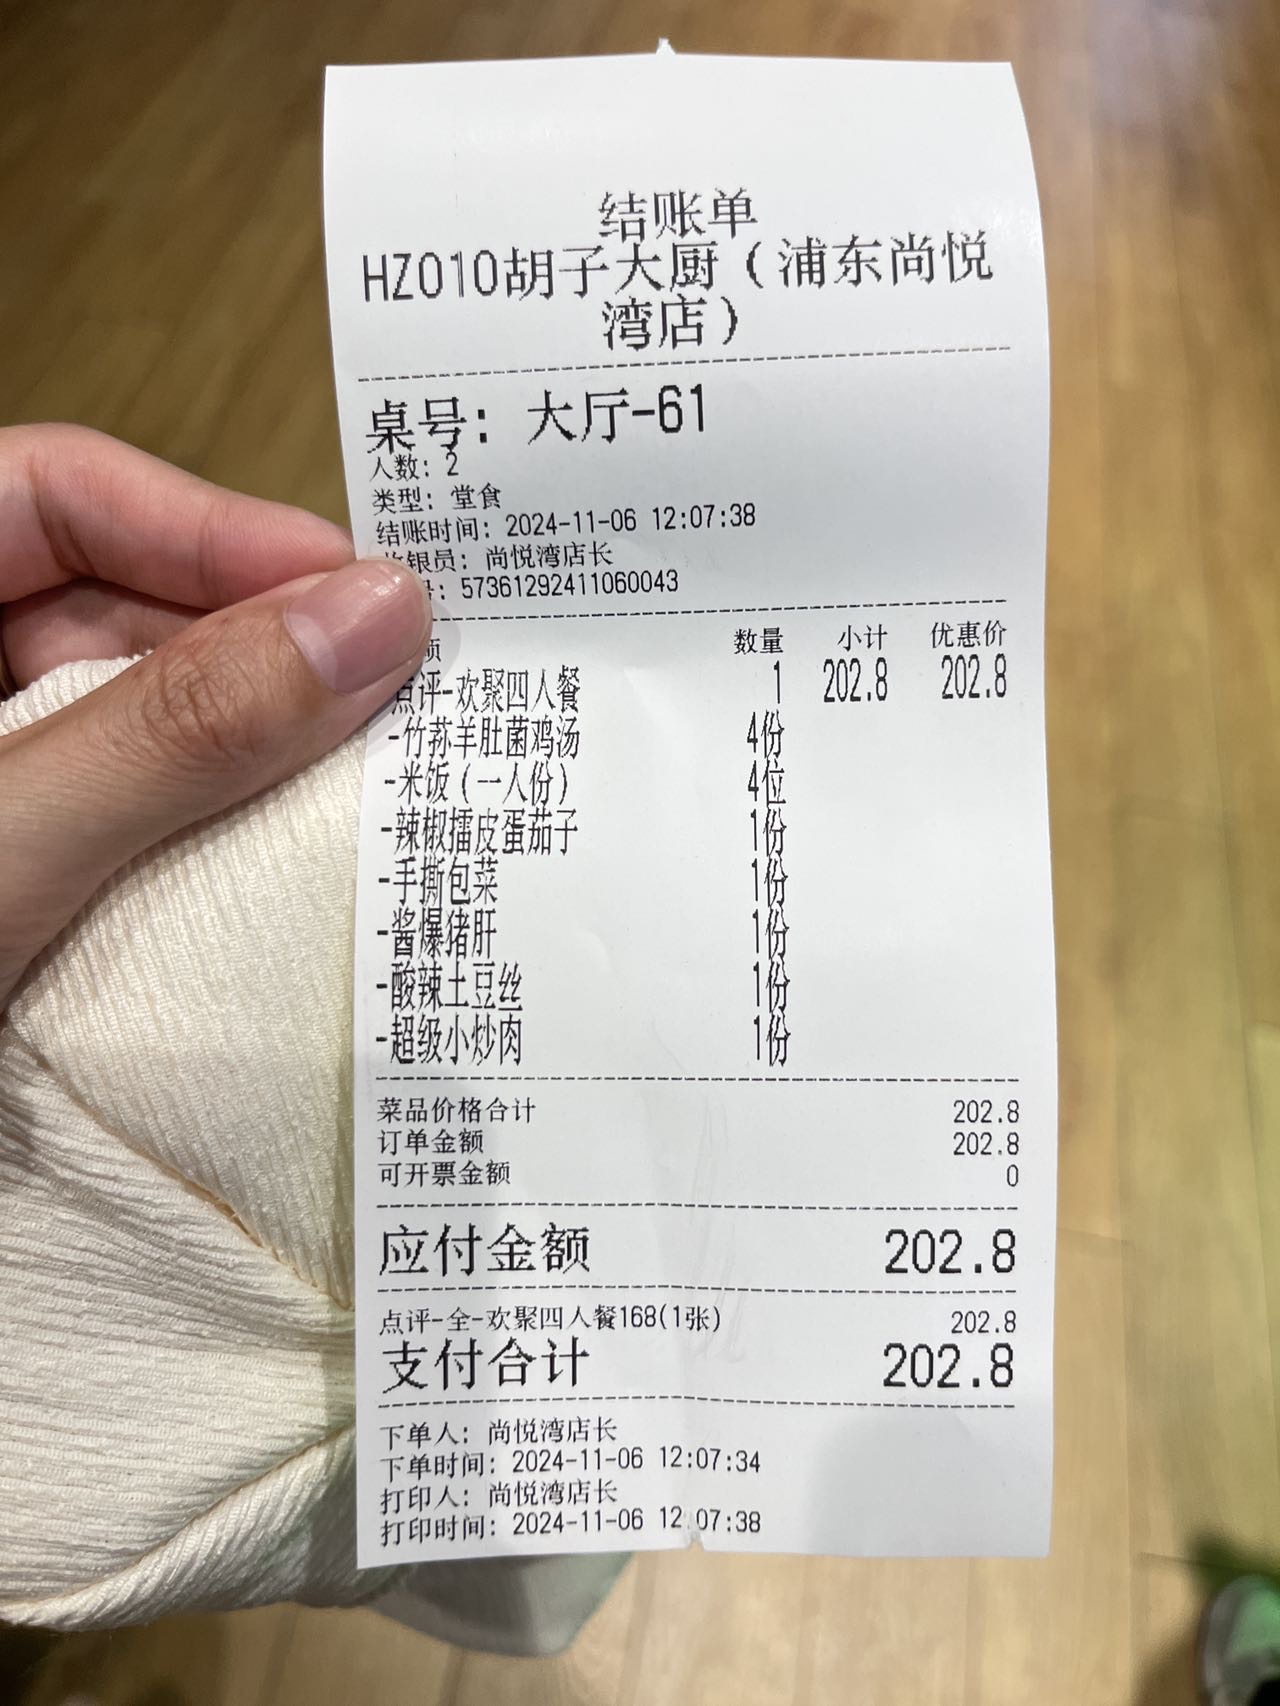 结账单
HZ010胡子大厨（浦东尚悦
湾店）
桌号：大厅-61
人数：2
类型：堂食
结账时间：2024-11-06 12:07:38
银员：尚悦湾店长
号：57361292411060043
额 数量 小计 优惠价
点评-欢聚四人餐 1 202.8 202.8
-竹荪羊肚菌鸡汤 4份
-米饭（一人份） 4位
-辣椒擂皮蛋茄子 1份
-手撕包菜 1份
-酱爆猪肝 1份
-酸辣土豆丝 1份
-超级小炒肉 1份
菜品价格合计 202.8
订单金额 202.8
可开票金额 0
应付金额 202.8
点评-全-欢聚四人餐168(1张) 202.8
支付合计 202.8
下单人：尚悦湾店长
下单时间：2024-11-06 12:07:34
打印人：尚悦湾店长
打印时间：2024-11-06 12:07:38